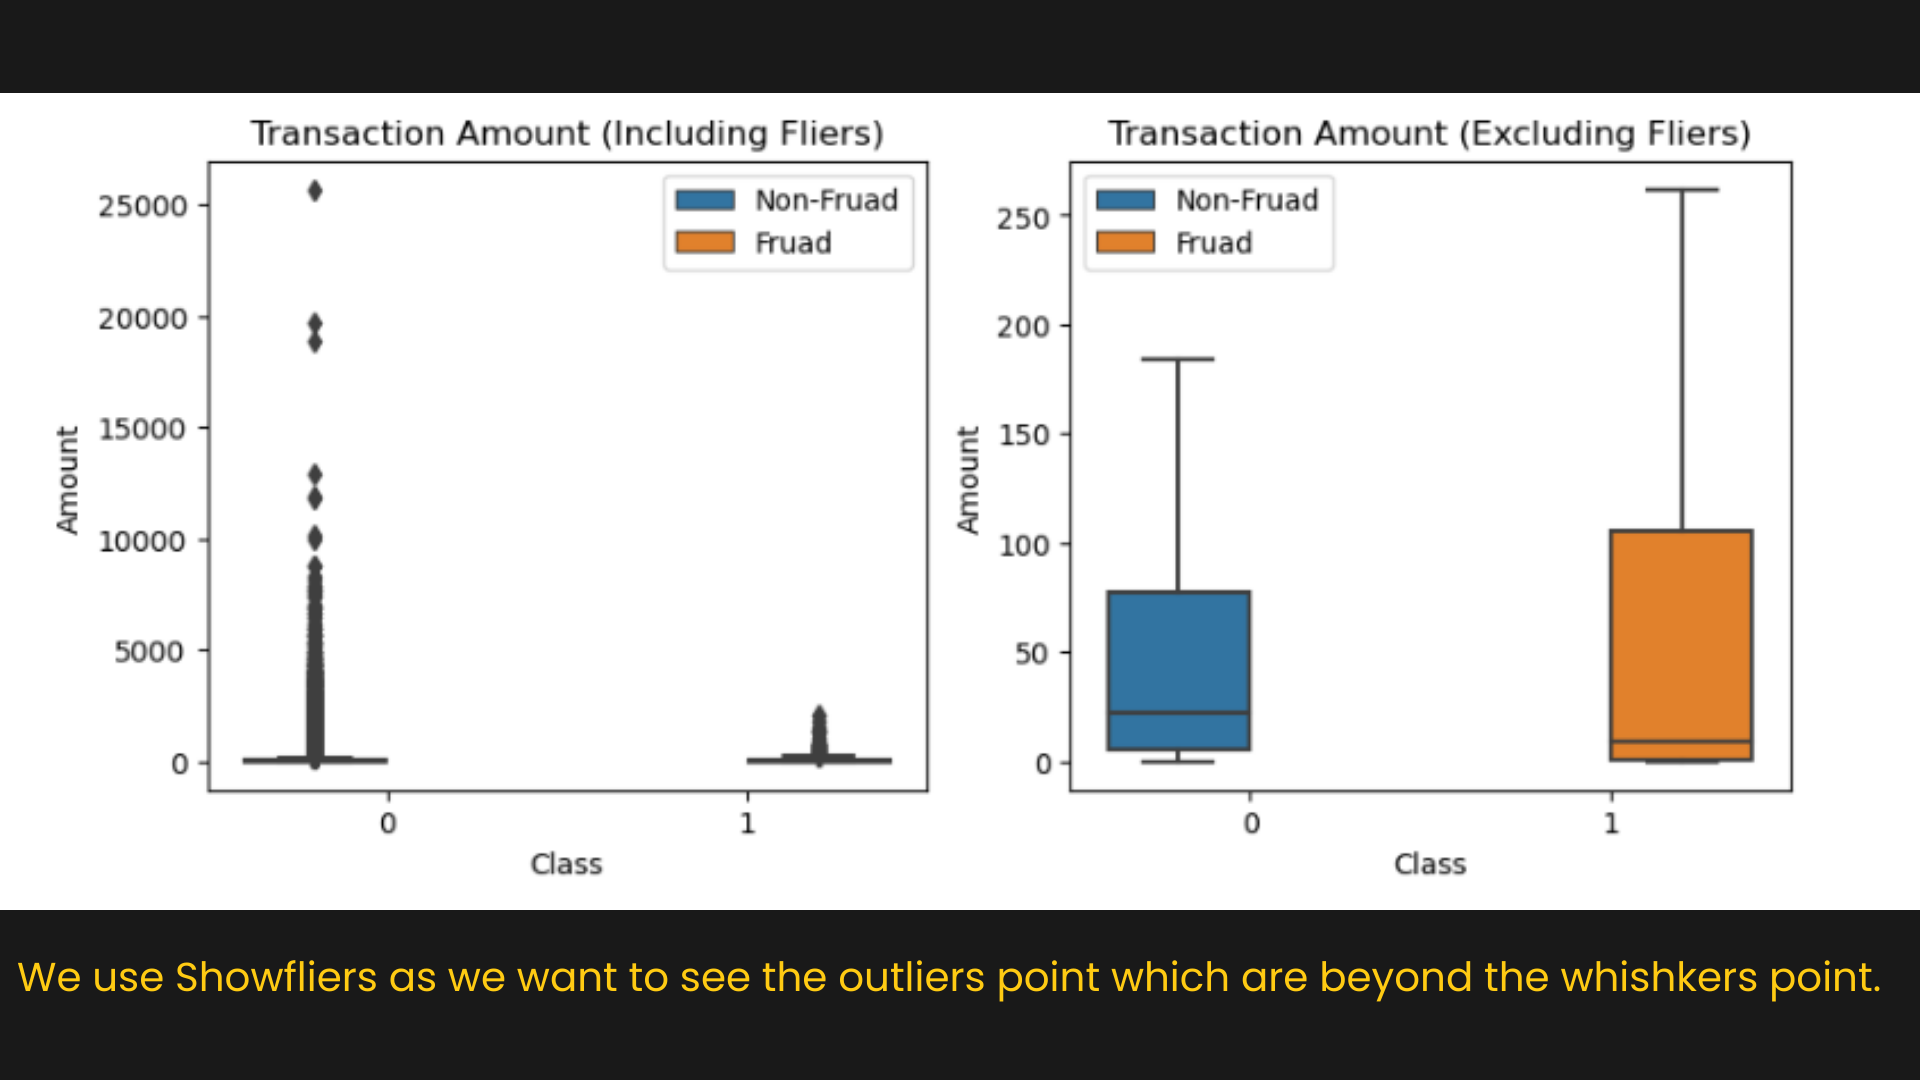 Transaction Amount (Including Fliers)
25000
20000
15000
10000
5000
0
Amount
Non-Fruad
Fruad
0
1
Class
Transaction Amount (Excluding Fliers)
250
200
150
100
50
0
Amount
Non-Fruad
Fruad
0
1
Class
We use Showfliers as we want to see the outliers point which are beyond the whishkers point.